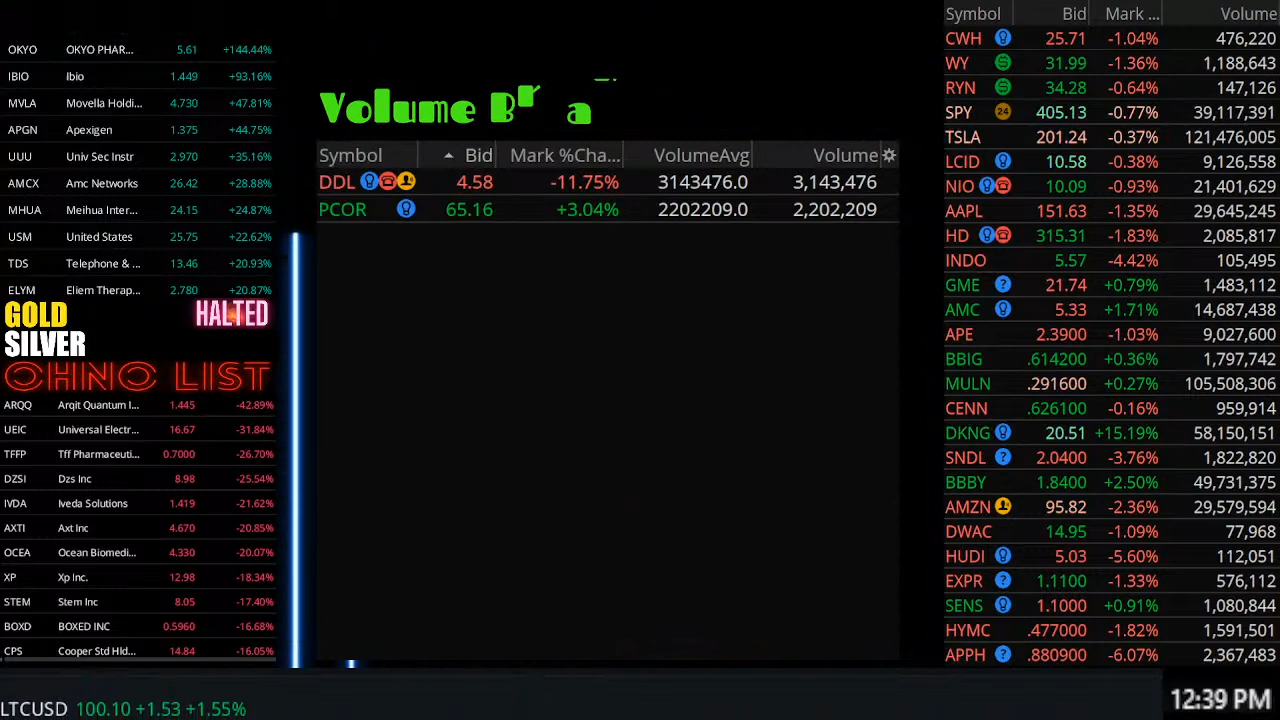 OKYO OKYO PHAR... 5.61 +144.44%
IBIO Ibio 1.449 +93.16%
MVLA Movella Holdi... 4.730 +47.81%
APGN Apexigen 1.375 +44.75%
UUU Univ Sec Instr 2.970 +35.16%
AMCX Amc Networks 26.42 +28.88%
MHUA Meihua Inter... 24.15 +24.87%
USM United States 25.75 +22.62%
TDS Telephone & ... 13.46 +20.93%
ELYM Eliem Therap... 2.780 +20.87%
GOLD HALTED
SILVER
OHNO LIST
ARQQ Arqit Quantum I... 1.445 -42.89%
UEIC Universal Electr... 16.67 -31.84%
TFFP Tff Pharmaceuti... 0.7000 -26.70%
DZSI Dzs Inc 8.98 -25.54%
IVDA Iveda Solutions 1.419 -21.62%
AXTI Axt Inc 4.670 -20.85%
OCEA Ocean Biomedi... 4.330 -20.07%
XP Xp Inc. 12.98 -18.34%
STEM Stem Inc 8.05 -17.40%
BOXD BOXED INC 0.5960 -16.68%
CPS Cooper Std Hld... 14.84 -16.05%
Volume Br a
Symbol Bid Mark %Cha... VolumeAvg Volume
DDL 4.58 -11.75% 3143476.0 3,143,476
PCOR 65.16 +3.04% 2202209.0 2,202,209
Symbol Bid Mark ... Volume
CWH 25.71 -1.04% 476,220
WY 31.99 -1.36% 1,188,643
RYN 34.28 -0.64% 147,126
SPY 24 405.13 -0.77% 39,117,391
TSLA 201.24 -0.37% 121,476,005
LCID 10.58 -0.38% 9,126,558
NIO 10.09 -0.93% 21,401,629
AAPL 151.63 -1.35% 29,645,245
HD 315.31 -1.83% 2,085,817
INDO 5.57 -4.42% 105,495
GME ? 21.74 +0.79% 1,483,112
AMC 5.33 +1.71% 14,687,438
APE 2.3900 -1.03% 9,027,600
BBIG .614200 +0.36% 1,797,742
MULN .291600 +0.27% 105,508,306
CENN .626100 -0.16% 959,914
DKNG 20.51 +15.19% 58,150,151
SNDL ? 2.0400 -3.76% 1,822,820
BBBY 1.8400 +2.50% 49,731,375
AMZN 95.82 -2.36% 29,579,594
DWAC 14.95 -1.09% 77,968
HUDI 5.03 -5.60% 112,051
EXPR ? 1.1100 -1.33% 576,112
SENS 1.1000 +0.91% 1,080,844
HYMC .477000 -1.82% 1,591,501
APPH ? .880900 -6.07% 2,367,483
LTCUSD 100.10 +1.53 +1.55%
12:39 PM